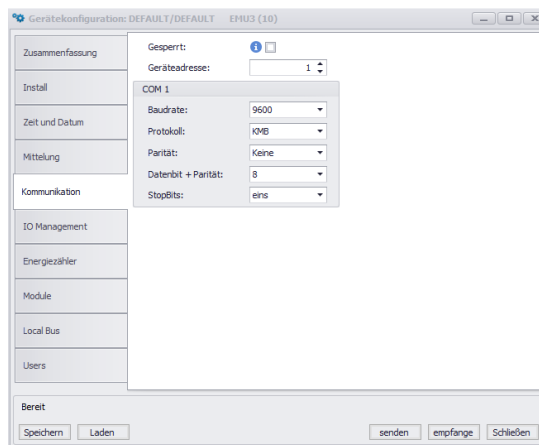 Gerätekonfiguration: DEFAULT/DEFAULT EMU3 (10)
Zusammenfassung
Install
Zeit und Datum
Mittelung
Kommunikation
IO Management
Energiezähler
Module
Local Bus
Users
Gesperrt:
Geräteadresse: 1
COM 1
Baudrate: 9600
Protokoll: KMB
Parität: Keine
Datenbit + Parität: 8
StopBits: eins
Bereit
Speichern Laden senden empfange Schließen